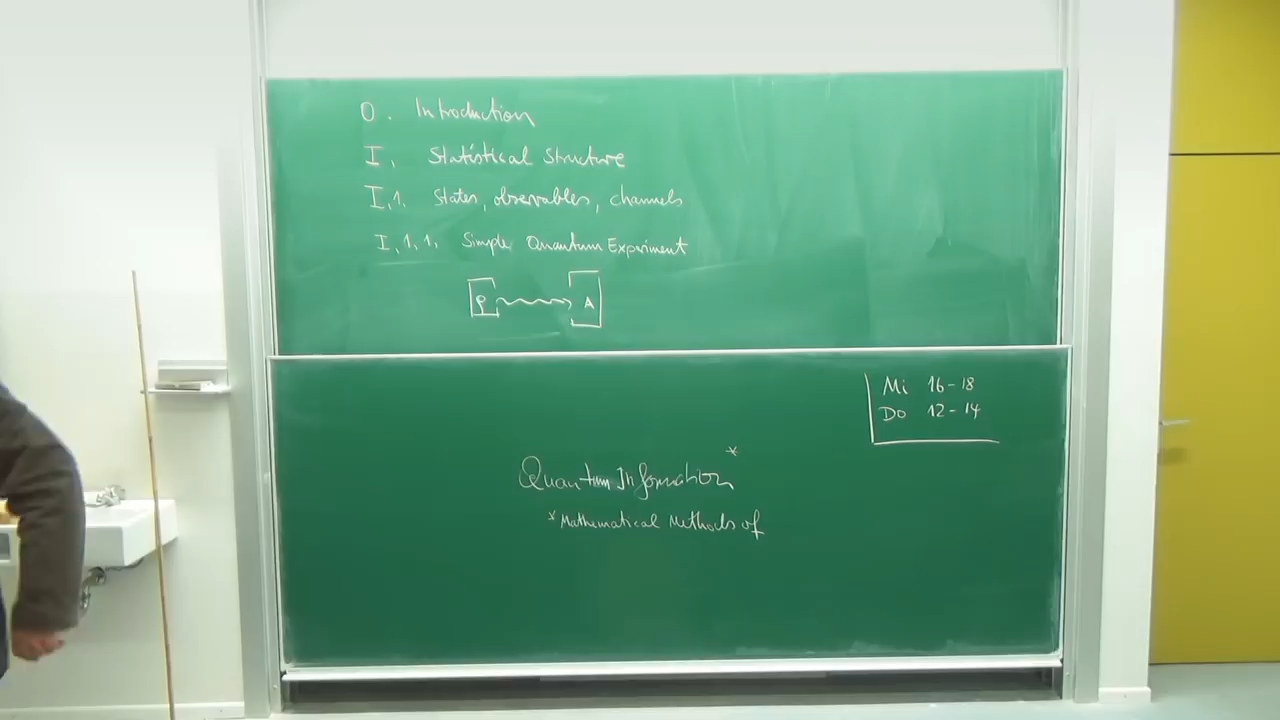 0. Introduction
I. Statistical Structure
I,1. States, observables, channels
I,1,1. Simple Quantum Experiment
ρ A
Mi 16-18
Do 12-14
Quantum Information*
*Mathematical Methods of